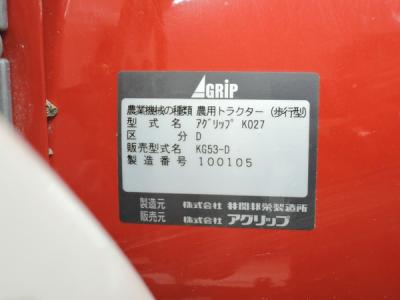 AGRIP
農業機械の種類 農用トラクター(歩行型)
型式名 アグリップ K027
区分 D
販売型式名 KG53-D
製造番号 100105
製造元 株式会社 井関邦栄製造所
販売元 株式会社 アグリップ